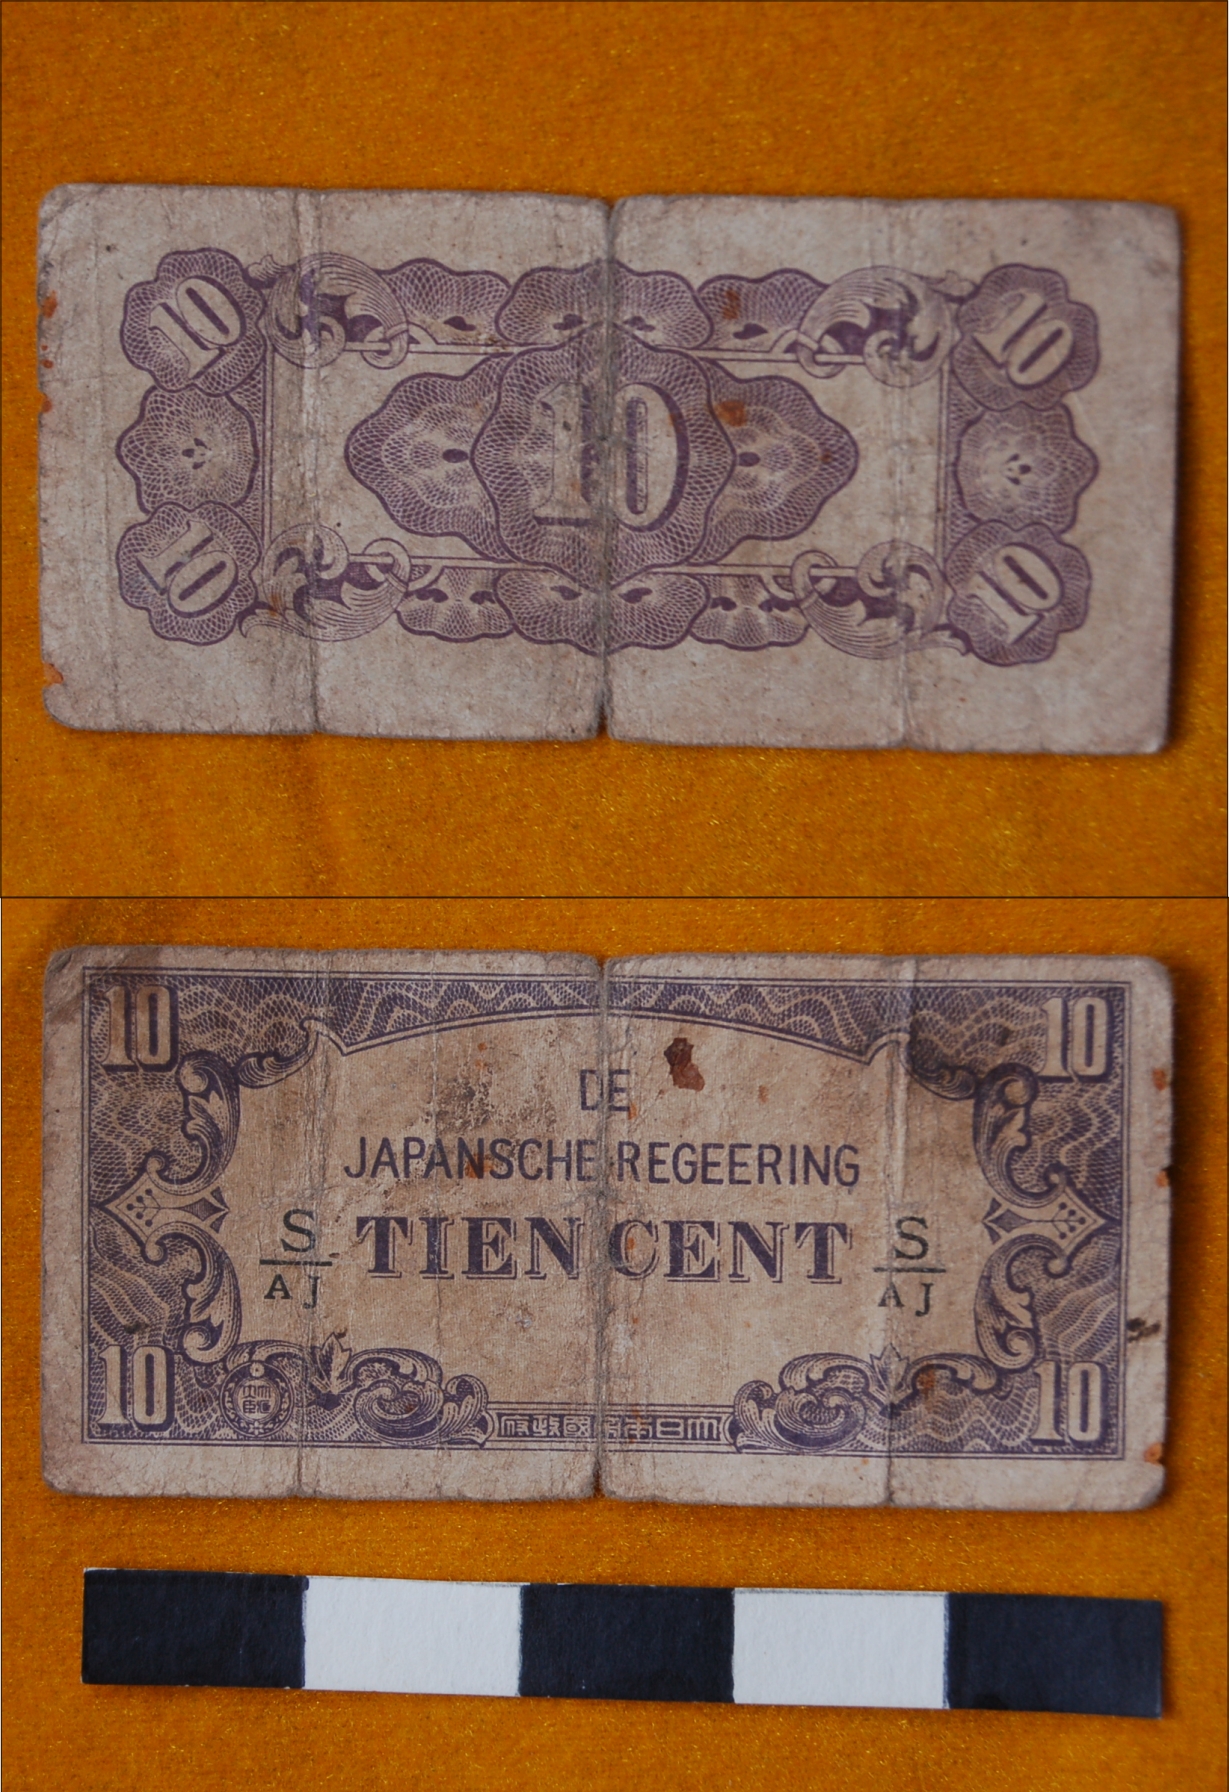 10 10
10
10 10
10 10
DE
JAPANSCHE REGEERING
S TIEN CENT S
AJ AJ
10 10
府政國帝本日大